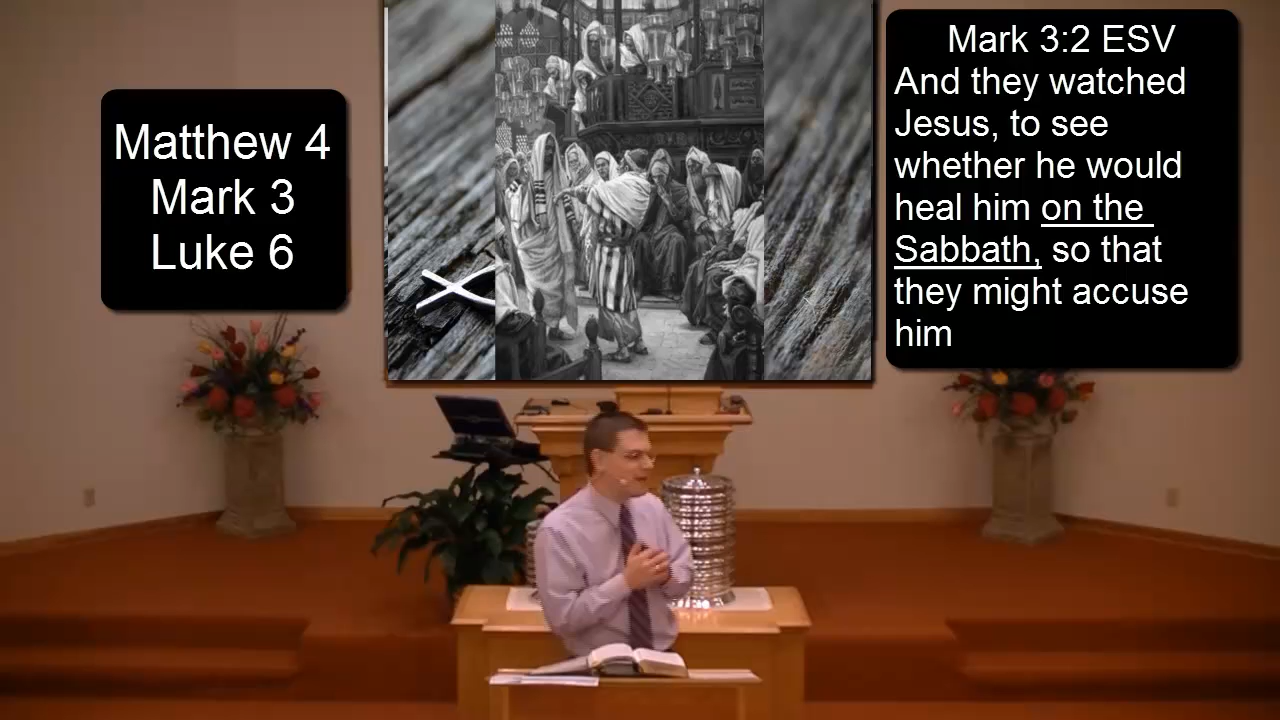 Matthew 4
Mark 3
Luke 6
Mark 3:2 ESV
And they watched
Jesus, to see
whether he would
heal him on the
Sabbath, so that
they might accuse
him